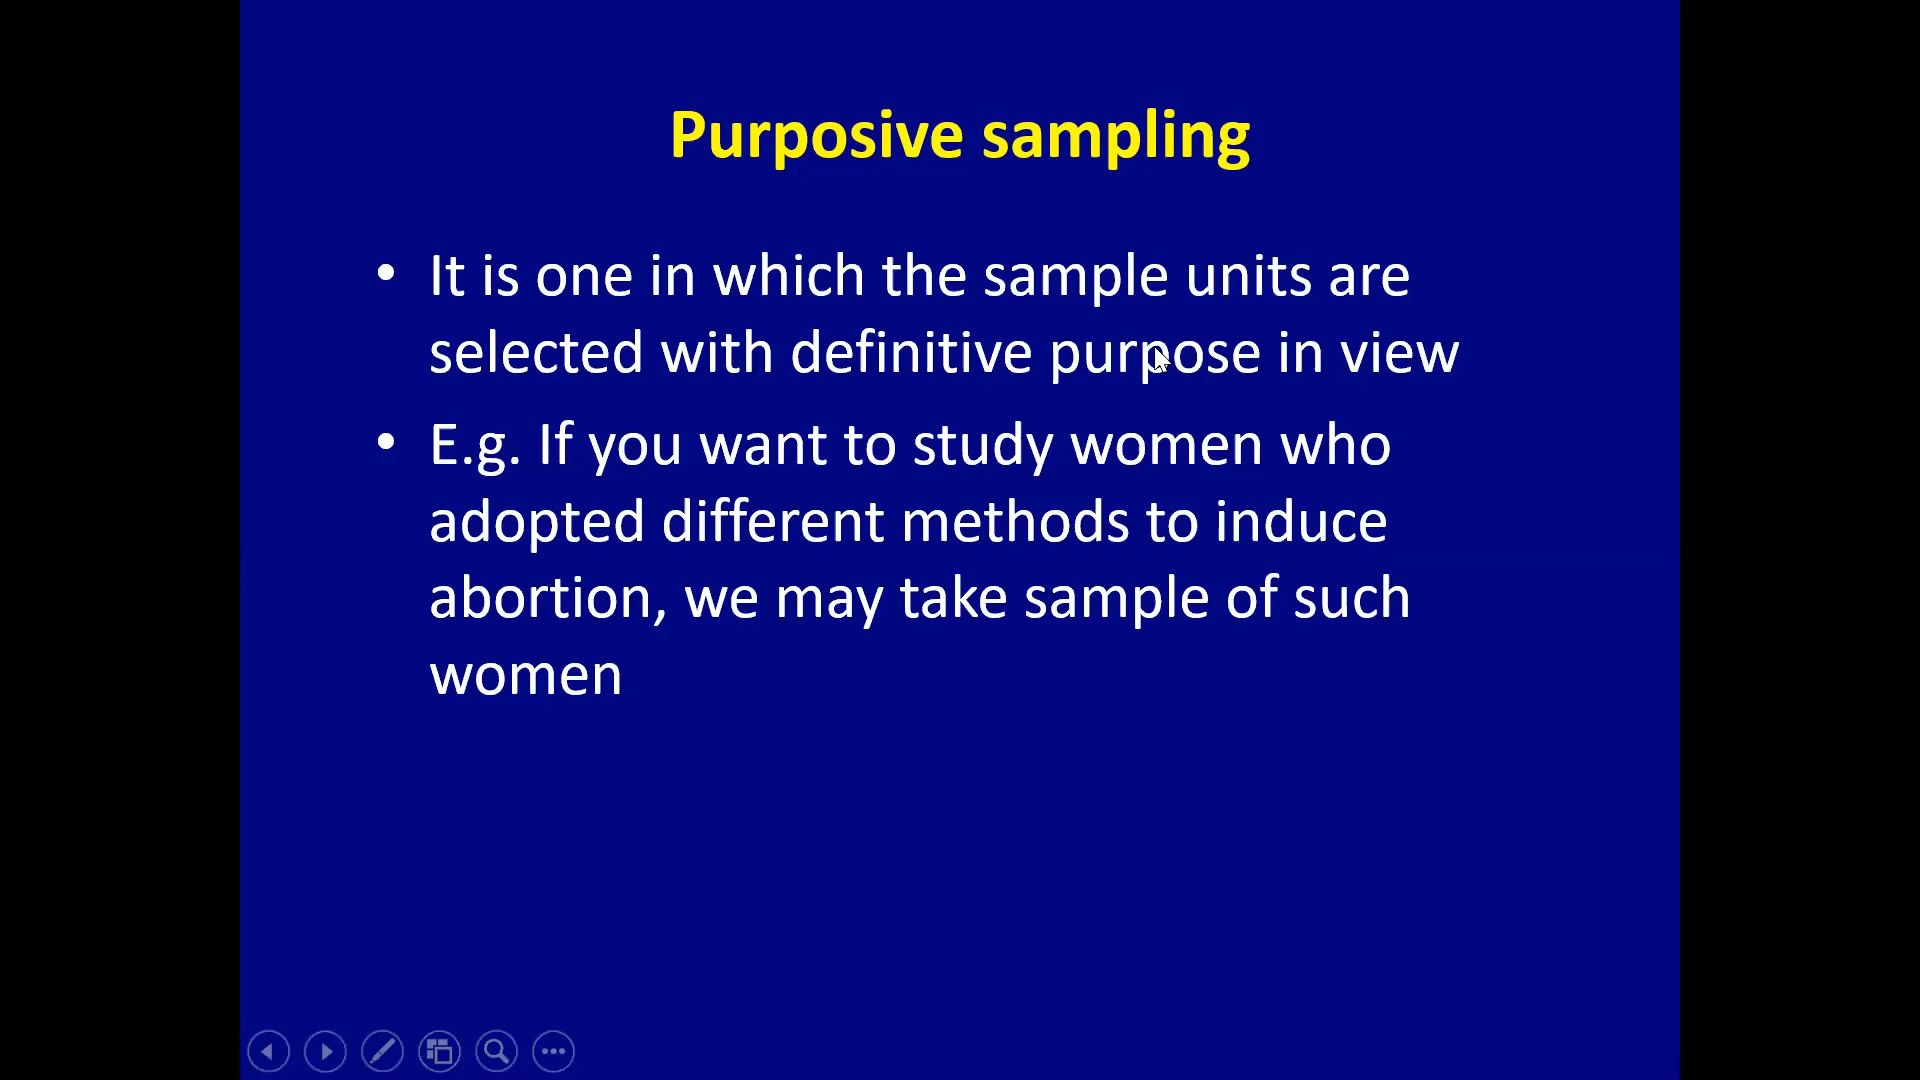 Purposive sampling
• It is one in which the sample units are
selected with definitive purpose in view
• E.g. If you want to study women who
adopted different methods to induce
abortion, we may take sample of such
women